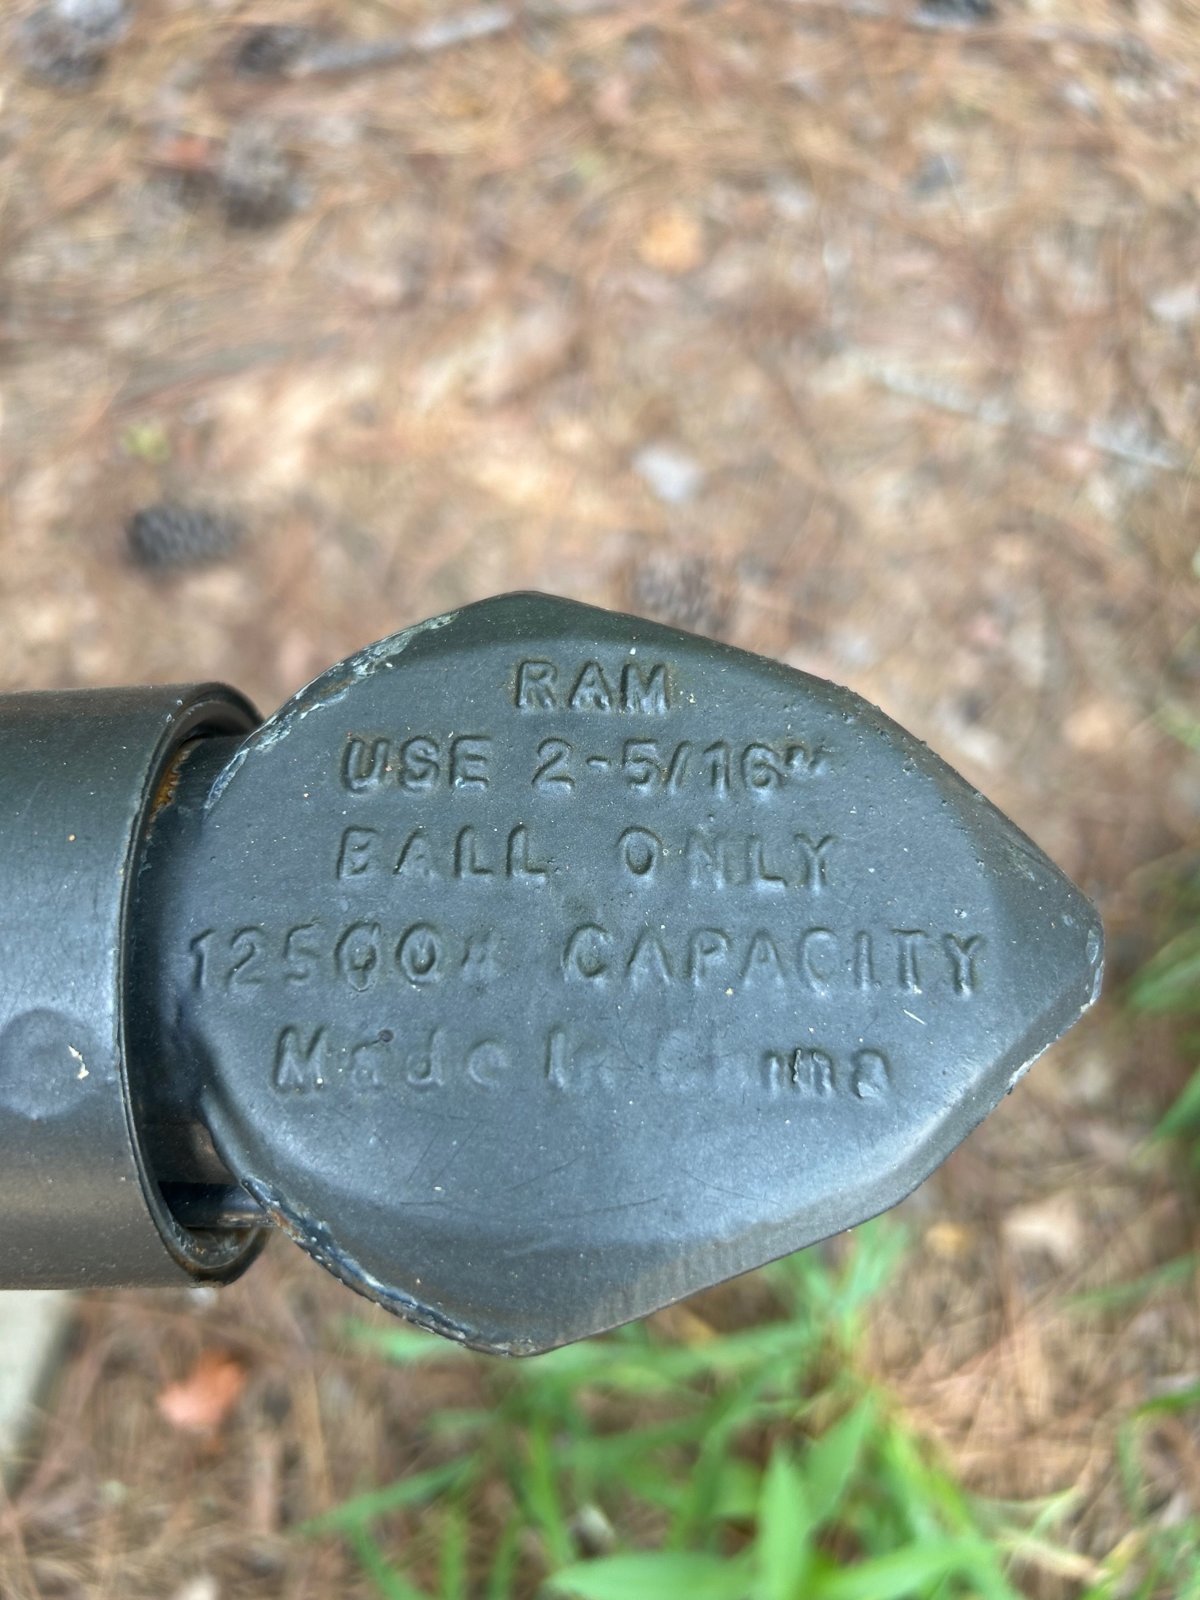 RAM
USE 2-5/16"
BALL ONLY
12500# CAPACITY
Made In China